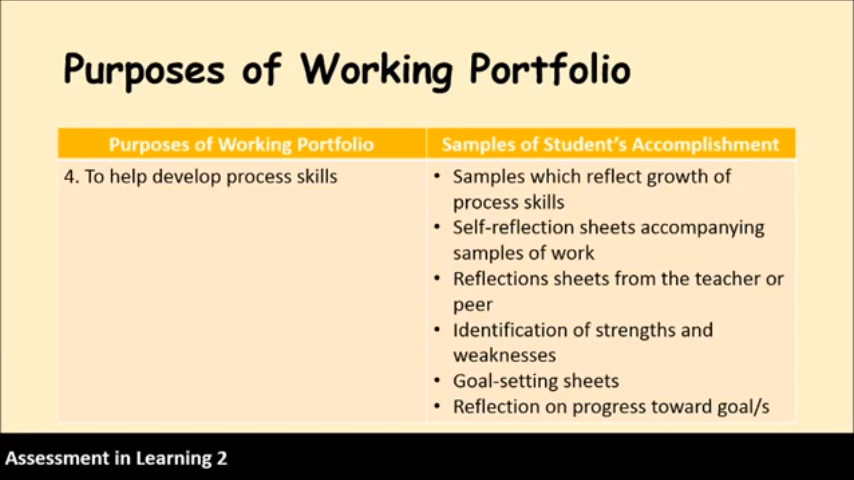 Purposes of Working Portfolio
Purposes of Working Portfolio
Samples of Student's Accomplishment
4. To help develop process skills
• Samples which reflect growth of
process skills
• Self-reflection sheets accompanying
samples of work
• Reflections sheets from the teacher or
peer
• Identification of strengths and
weaknesses
• Goal-setting sheets
• Reflection on progress toward goal/s
Assessment in Learning 2